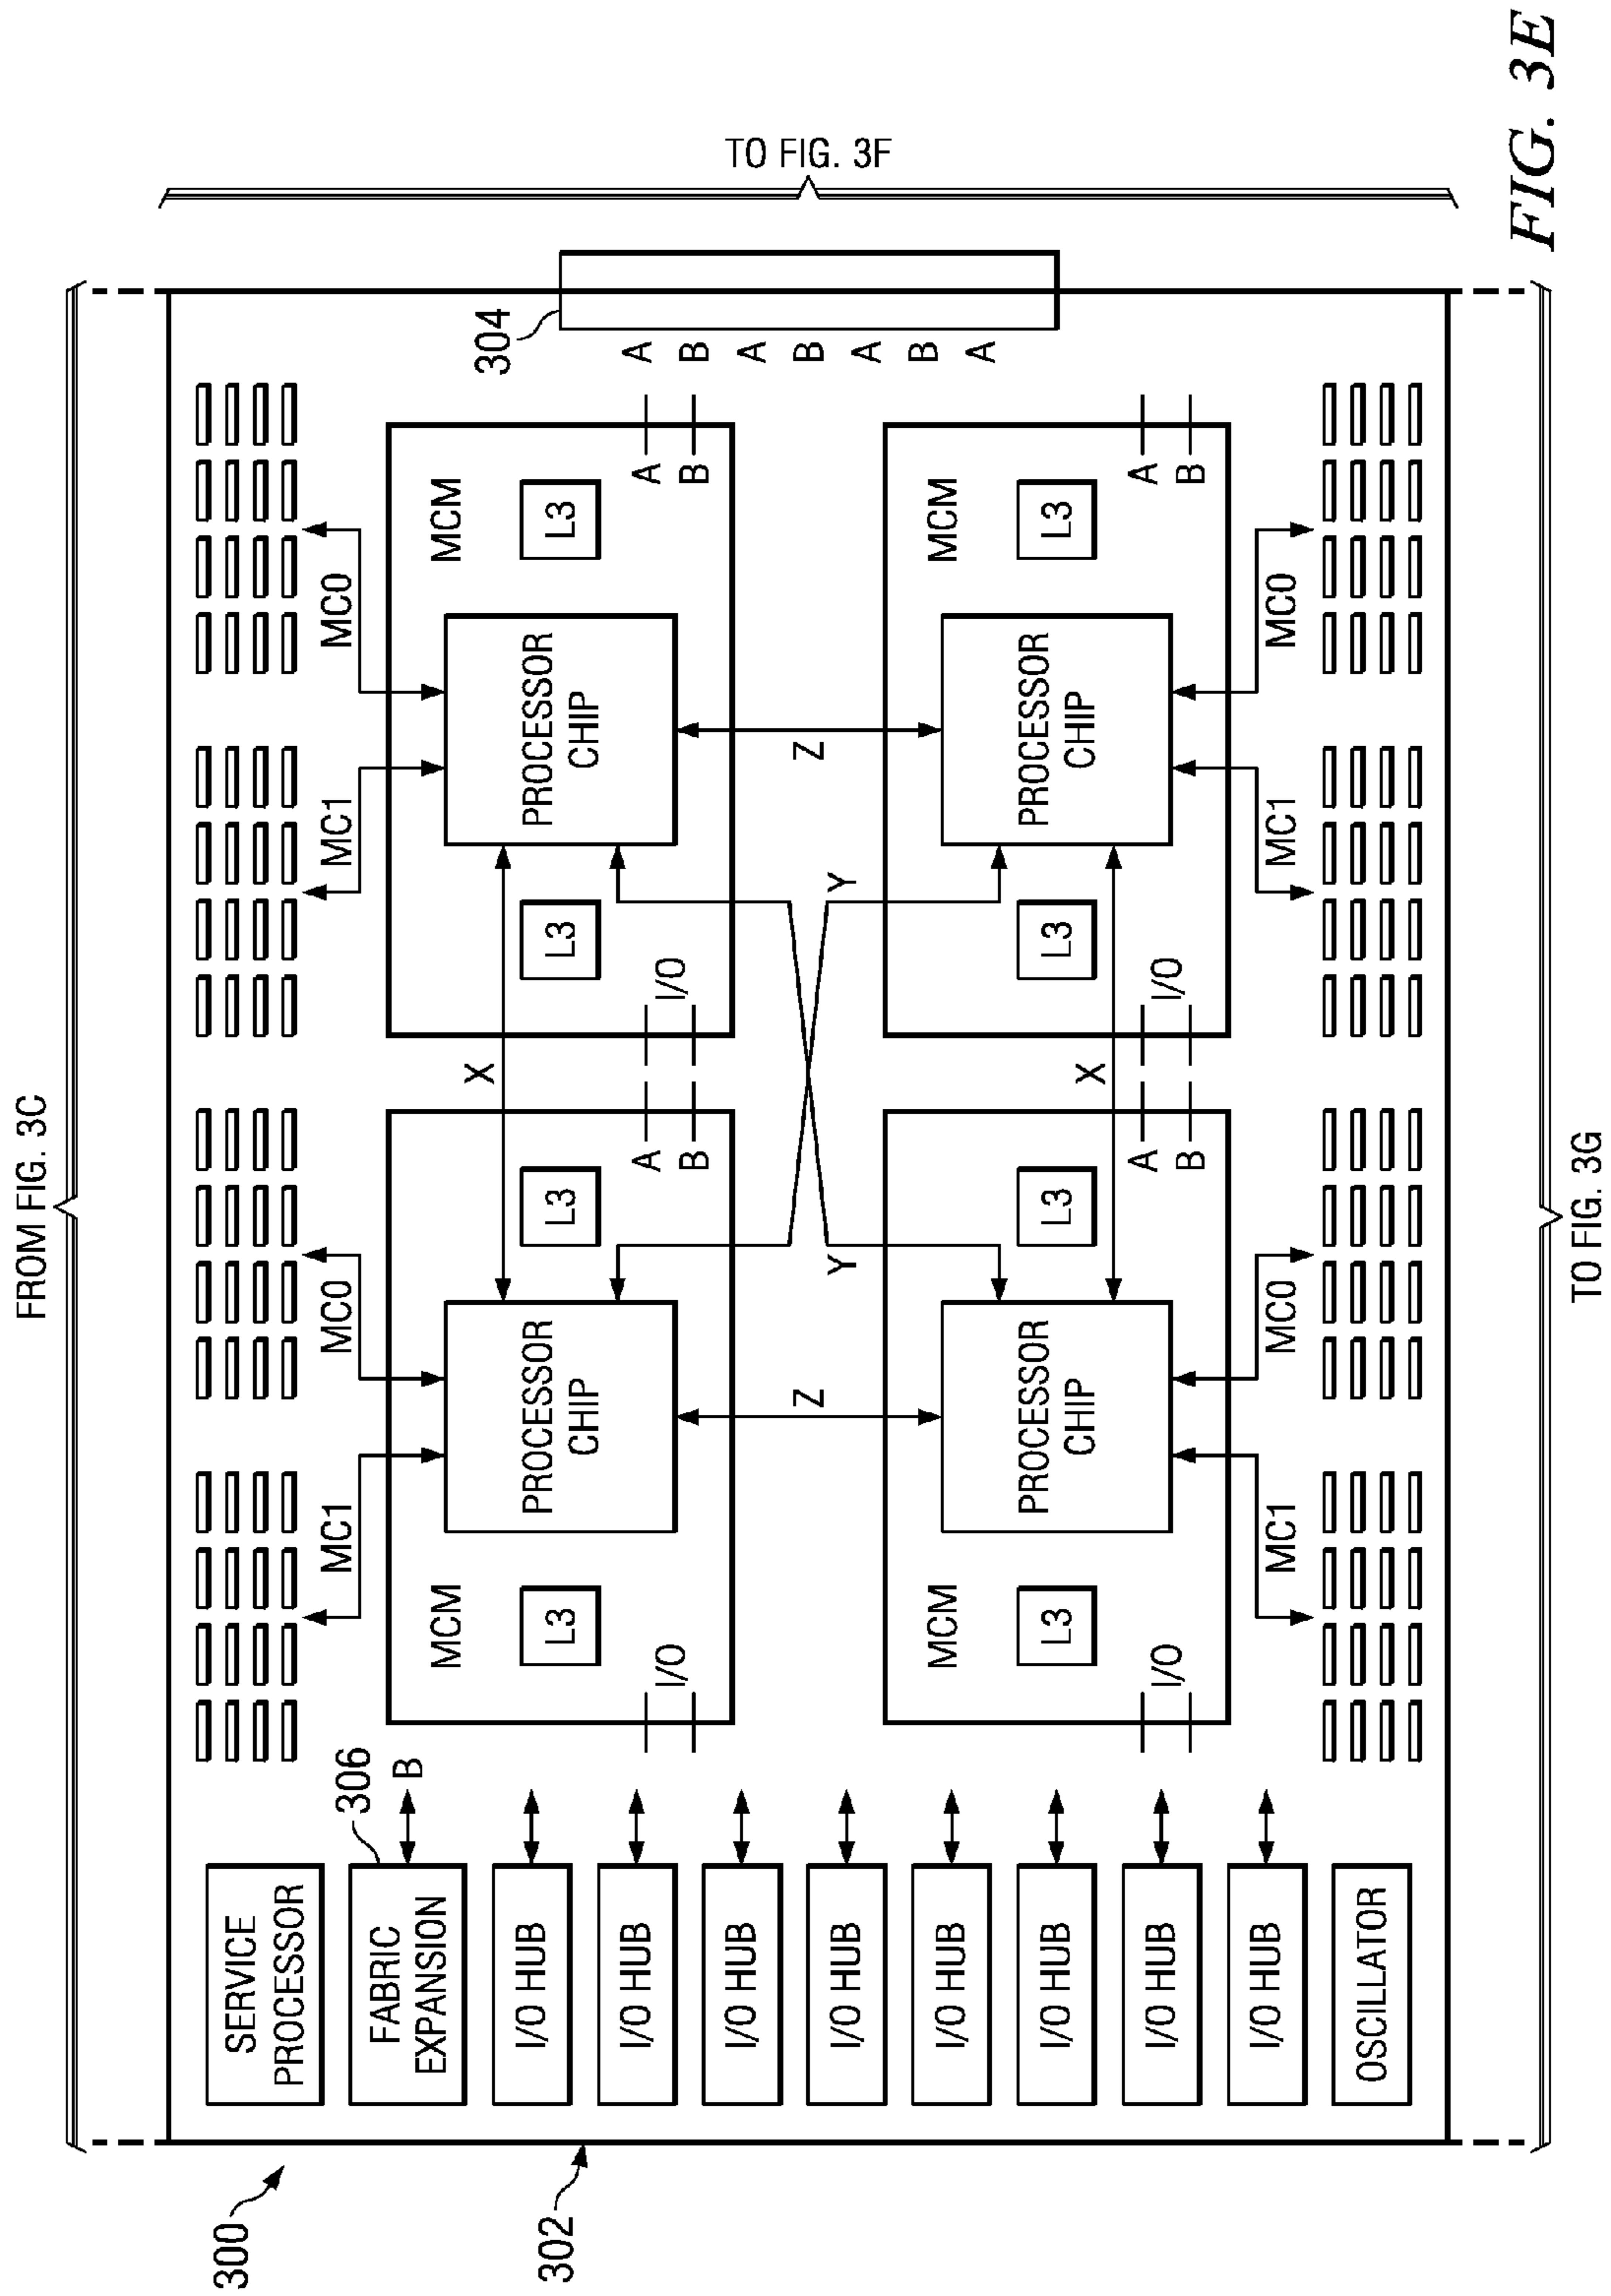 FROM FIG. 3C
300
SERVICE
PROCESSOR
MC1
MC0
MC1
MC0
306
FABRIC
EXPANSION
B
MCM
MCM
X
304
302
I/O HUB
L3
PROCESSOR
CHIP
L3
L3
PROCESSOR
CHIP
L3
I/O HUB
I/O
A
B
I/O
A
B
A
B
A
B
A
B
A
TO FIG. 3F
I/O HUB
Z
Z
I/O HUB
Y
Y
MCM
MCM
I/O HUB
L3
PROCESSOR
CHIP
L3
L3
PROCESSOR
CHIP
L3
I/O HUB
X
I/O HUB
I/O
A
B
I/O
A
B
I/O HUB
MC1
MC0
MC1
MC0
OSCILLATOR
TO FIG. 3G
FIG. 3E